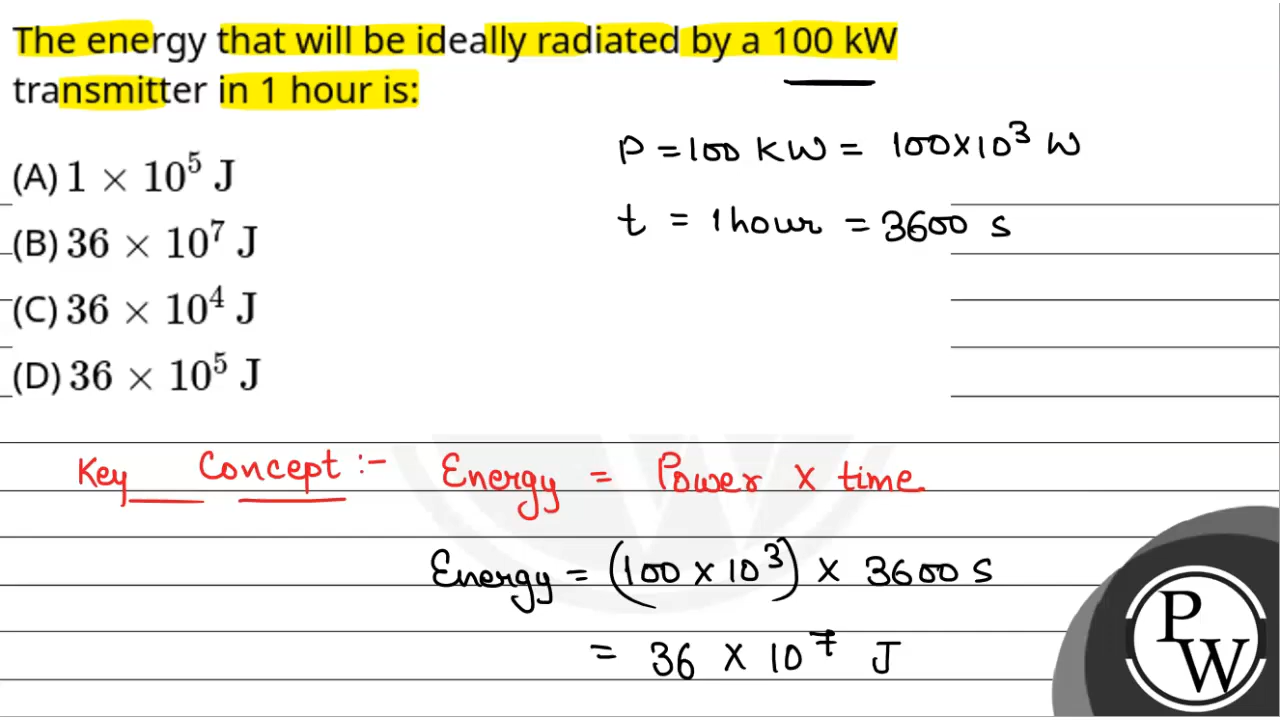 The energy that will be ideally radiated by a 100 kW
transmitter in 1 hour is:
(A) 1 × 10⁵ J
(B) 36 × 10⁷ J
(C) 36 × 10⁴ J
(D) 36 × 10⁵ J
P = 100 KW = 100×10³ W
t = 1 hour = 3600 s
Key Concept :- Energy = Power × time
Energy = (100 × 10³) × 3600 s
= 36 × 10⁷ J
P
W